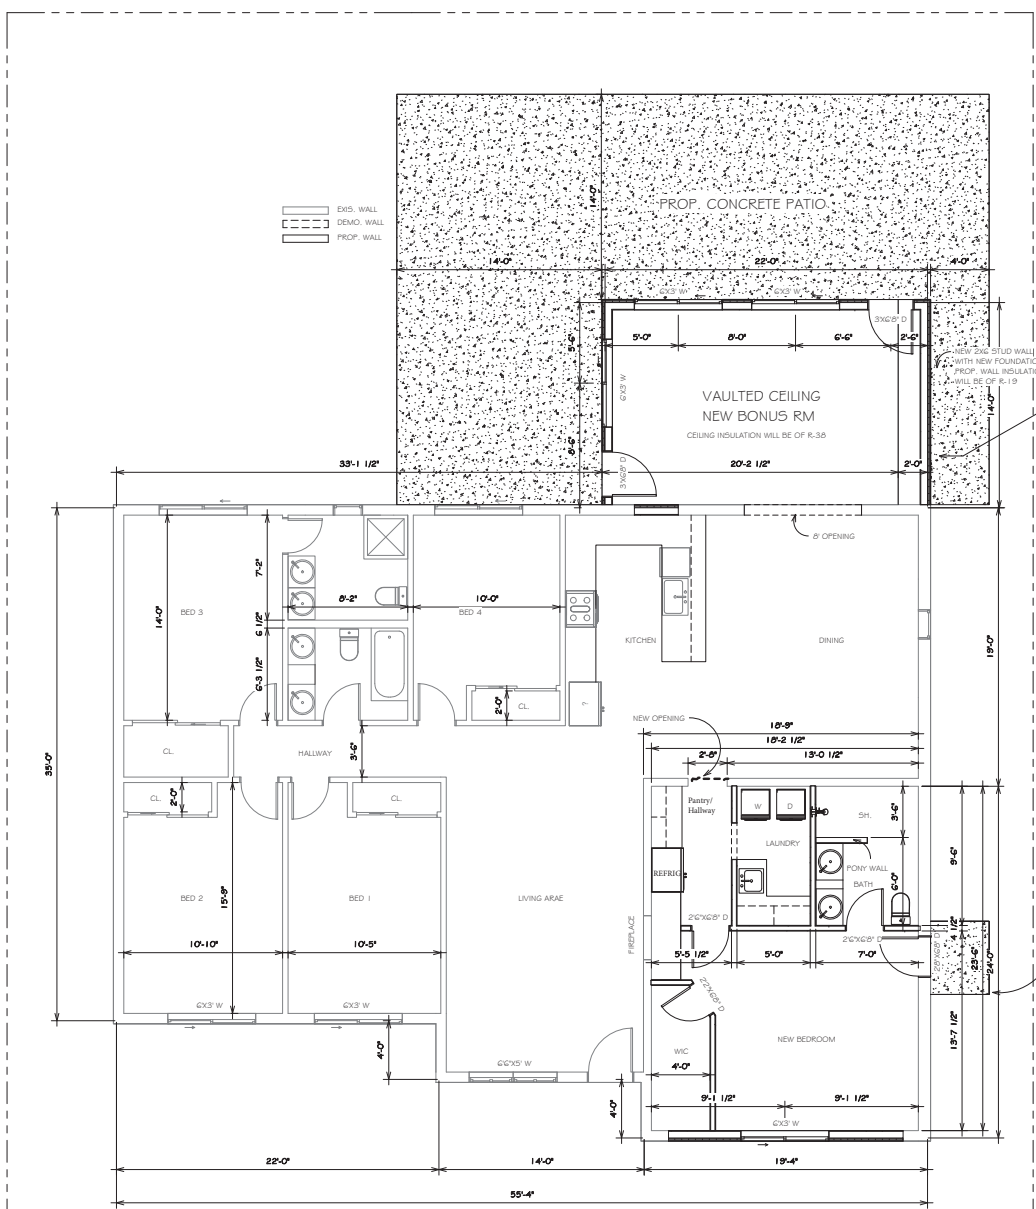 EXIS. WALL
DEMO. WALL
PROP. WALL
PROP. CONCRETE PATIO
14'-0"
14'-0"
22'-0"
4'-0"
6'X3' W
6'X3' W
3'X6'8" D
5'-0"
8'-0"
6'-6"
2'-6"
5'-6"
6'X3' W
8'-6"
3'X6'8" D
NEW 2X6 STUD WALL
WITH NEW FOUNDATIO
PROP. WALL INSULATIO
WILL BE OF R-19
14'-0"
VAULTED CEILING
NEW BONUS RM
CEILING INSULATION WILL BE OF R-38
33'-1 1/2"
20'-2 1/2"
2'-0"
8' OPENING
35'-0"
14'-0"
7'-2"
6 1/2"
6'-3 1/2"
8'-2"
10'-0"
BED 3
BED 4
KITCHEN
DINING
19'-0"
2'-0"
CL.
?
NEW OPENING
18'-9"
18'-2 1/2"
2'-8"
13'-0 1/2"
CL.
HALLWAY
3'-6"
CL.
2'-0"
CL.
Pantry/
Hallway
W
D
SH.
3'-6"
LAUNDRY
PONY WALL
BATH
6'-0"
REFRIG
9'-6"
4 1/2"
23'-6"
24'-0"
13'-7 1/2"
BED 2
15'-9"
BED 1
LIVING ARAE
FIREPLACE
10'-10"
10'-5"
2'6"X6'8" D
2'6"X6'8" D
2'8"X6'8" D
5'-5 1/2"
5'-0"
7'-0"
22"X6'8" D
6'X3' W
6'X3' W
4'-0"
NEW BEDROOM
WIC
4'-0"
6'6"X5' W
4'-0"
9'-1 1/2"
9'-1 1/2"
6'X3' W
22'-0"
14'-0"
19'-4"
55'-4"